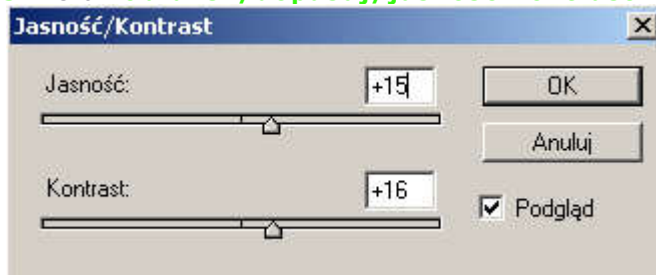 Jasność/Kontrast
Jasność:
+15
OK
Anuluj
Kontrast:
+16
Podgląd